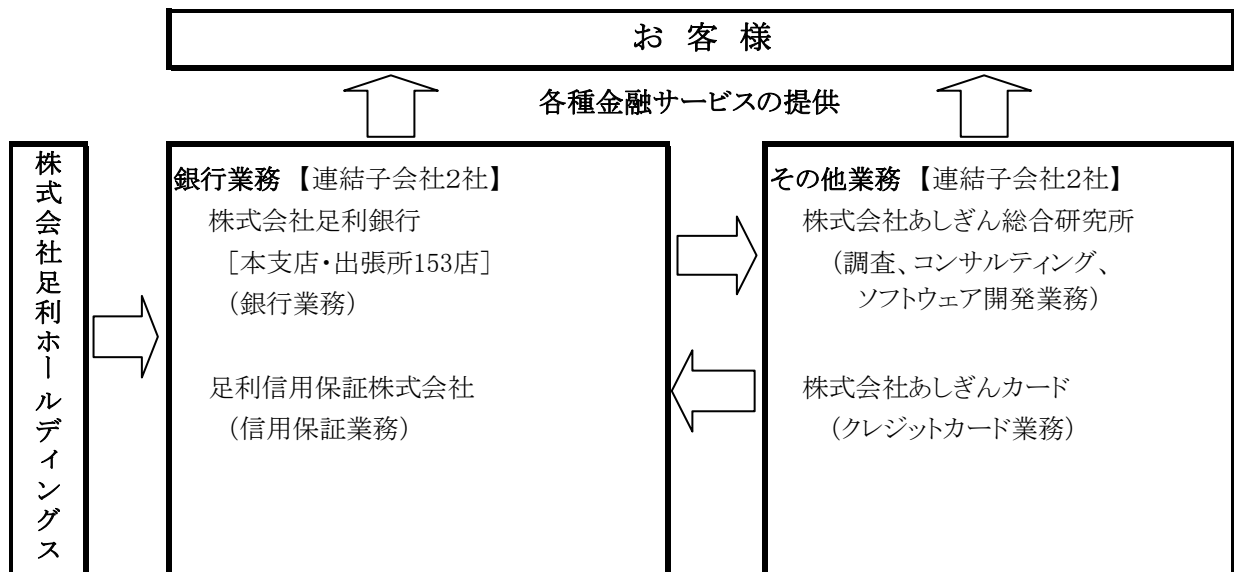 お 客 様
各種金融サービスの提供
株式会社足利ホールディングス
銀行業務 【連結子会社2社】
株式会社足利銀行
[本支店・出張所153店]
(銀行業務)
足利信用保証株式会社
(信用保証業務)
その他業務 【連結子会社2社】
株式会社あしぎん総合研究所
(調査、コンサルティング、
ソフトウェア開発業務)
株式会社あしぎんカード
(クレジットカード業務)